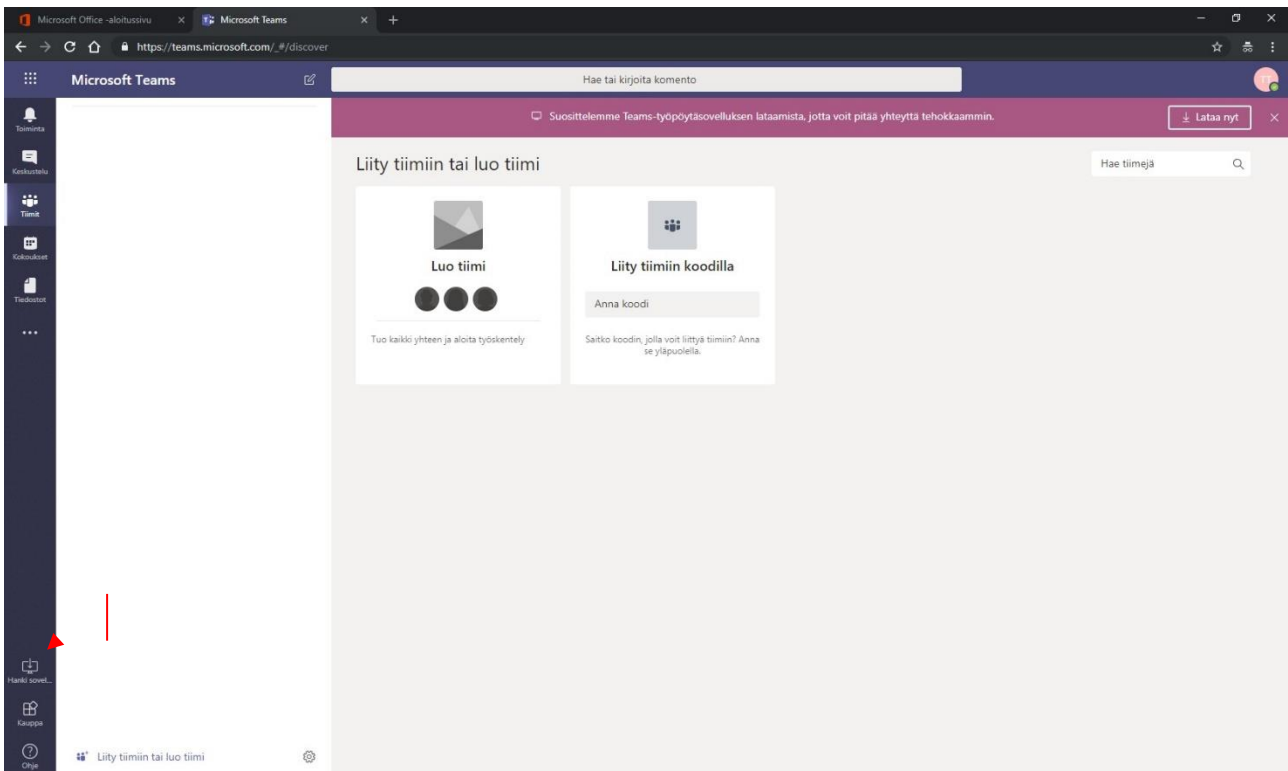 Microsoft Office -aloitussivu
Microsoft Teams
https://teams.microsoft.com/_#/discover
Microsoft Teams
Hae tai kirjoita komento
Toiminta
Keskustelu
Tiimit
Kokoukset
Tiedostot
Suosittelemme Teams-työpöytäsovelluksen lataamista, jotta voit pitää yhteyttä tehokkaammin.
Lataa nyt
Liity tiimiin tai luo tiimi
Hae tiimejä
Luo tiimi
Tuo kaikki yhteen ja aloita työskentely
Liity tiimiin koodilla
Anna koodi
Saitko koodin, jolla voit liittyä tiimiin? Anna
se yläpuolella.
Hanki sovel...
Kauppa
Ohje
Liity tiimiin tai luo tiimi